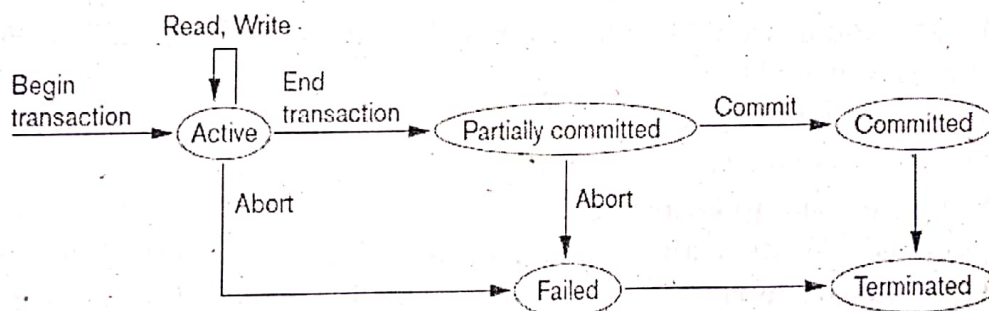 Read, Write
Begin
transaction
End
transaction
Active
Partially committed
Commit
Committed
Abort
Abort
Failed
Terminated